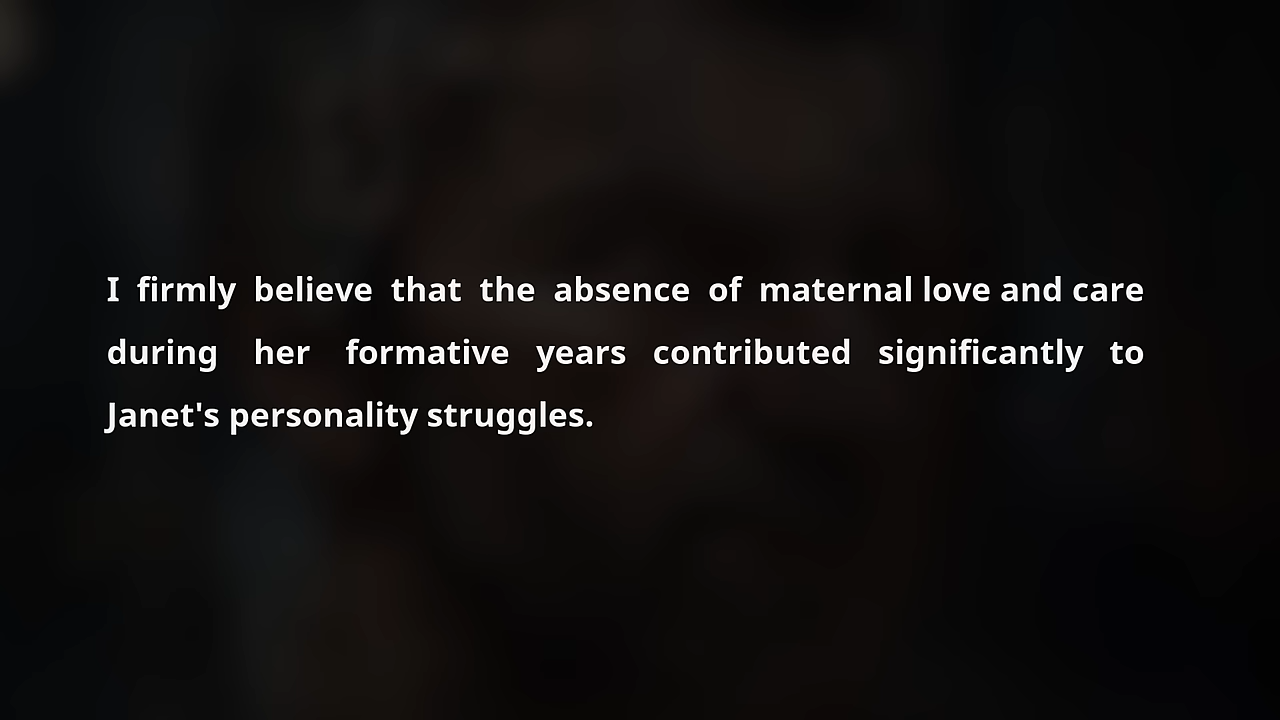 I firmly believe that the absence of maternal love and care
during her formative years contributed significantly to
Janet's personality struggles.